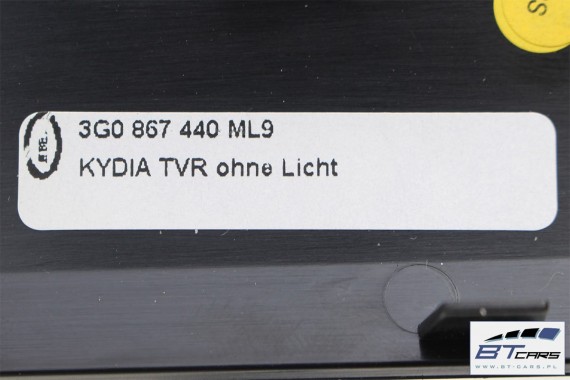 S
3G0 867 440 ML9
KYDIA TVR ohne Licht
BTCARS
WWW.BT-CARS.PL